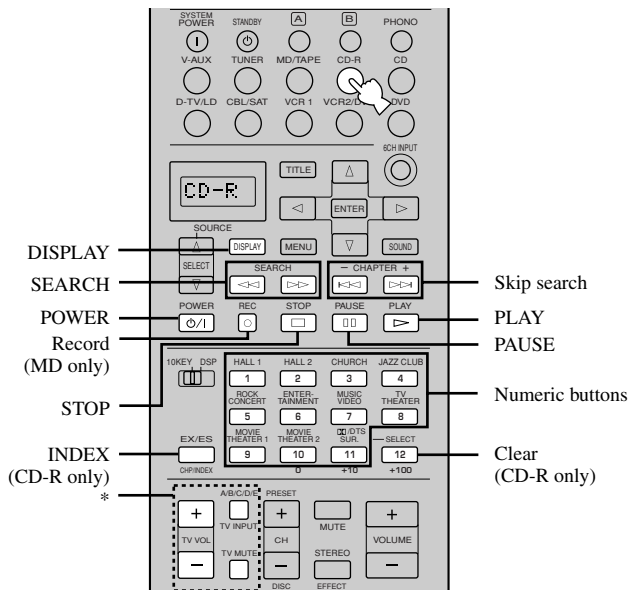 SYSTEM
POWER STANDBY A B PHONO
V-AUX TUNER MD/TAPE CD-R CD
D-TV/LD CBL/SAT VCR 1 VCR2/D DVD
6CH INPUT
TITLE
CD-R
ENTER
SOURCE
SELECT
DISPLAY MENU SOUND
DISPLAY
SEARCH – CHAPTER +
SEARCH
Skip search
POWER REC STOP PAUSE PLAY
POWER
PLAY
Record
(MD only)
PAUSE
10KEY DSP
HALL 1 HALL 2 CHURCH JAZZ CLUB
1 2 3 4
ROCK CONCERT ENTER-TAINMENT MUSIC VIDEO TV THEATER
5 6 7 8
Numeric buttons
STOP
MOVIE THEATER 1 MOVIE THEATER 2 /DTS SUR. SELECT
EX/ES 9 10 11 12
CHP/INDEX 0 +10 +100
INDEX
(CD-R only)
Clear
(CD-R only)
*
A/B/C/D/E PRESET
+ TV INPUT + MUTE +
TV VOL CH VOLUME
– TV MUTE – STEREO –
DISC EFFECT